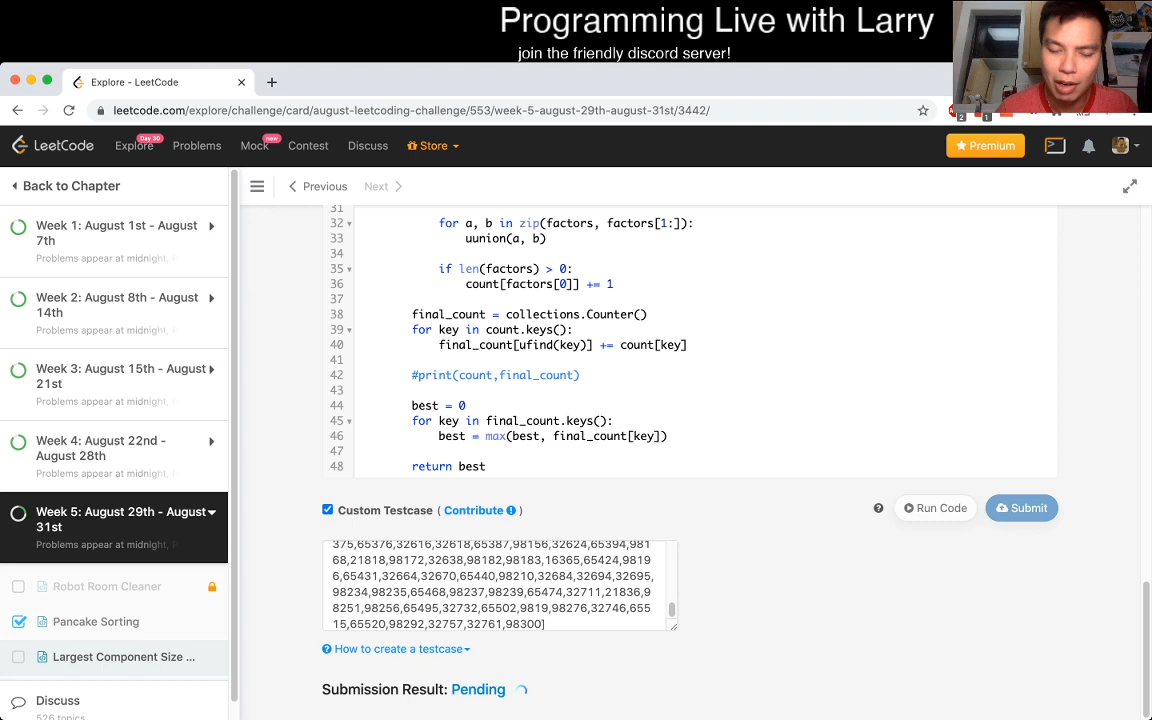 Programming Live with Larry
join the friendly discord server!
Explore - LeetCode
leetcode.com/explore/challenge/card/august-leetcoding-challenge/553/week-5-august-29th-august-31st/3442/
2
1
LeetCode
Explore
Day 30
Problems
Mock
new
Contest
Discuss
Store
Premium
Back to Chapter
Previous
Next
Week 1: August 1st - August
7th
Problems appear at midnight,
Week 2: August 8th - August
14th
Problems appear at midnight,
Week 3: August 15th - August
21st
Problems appear at midnight,
Week 4: August 22nd -
August 28th
Problems appear at midnight,
Week 5: August 29th - August
31st
Problems appear at midnight,
Robot Room Cleaner
Pancake Sorting
Largest Component Size ...
Discuss
526 topics
31
32 for a, b in zip(factors, factors[1:]):
33 uunion(a, b)
34
35 if len(factors) > 0:
36 count[factors[0]] += 1
37
38 final_count = collections.Counter()
39 for key in count.keys():
40 final_count[ufind(key)] += count[key]
41
42 #print(count,final_count)
43
44 best = 0
45 for key in final_count.keys():
46 best = max(best, final_count[key])
47
48 return best
Custom Testcase ( Contribute )
Run Code
Submit
375,65376,32616,32618,65387,98156,32624,65394,981
68,21818,98172,32638,98182,98183,16365,65424,9819
6,65431,32664,32670,65440,98210,32684,32694,32695,
98234,98235,65468,98237,98239,65474,32711,21836,9
8251,98256,65495,32732,65502,9819,98276,32746,655
15,65520,98292,32757,32761,98300]
How to create a testcase
Submission Result: Pending